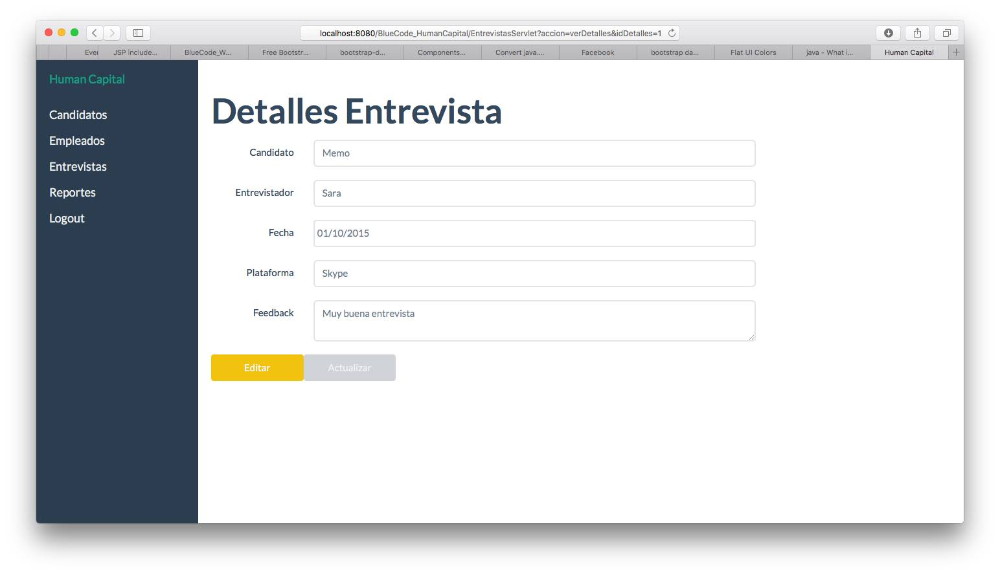 localhost:8080/BlueCode_HumanCapital/EntrevistasServlet?accion=verDetalles&idDetalles=1
JSP include... BlueCode_W... Free Bootstr... bootstrap-d... Components... Convert java.... Facebook bootstrap da... Flat UI Colors java - What i... Human Capital
Human Capital
Candidatos
Empleados
Entrevistas
Reportes
Logout
Detalles Entrevista
Candidato Memo
Entrevistador Sara
Fecha 01/10/2015
Plataforma Skype
Feedback Muy buena entrevista
Editar Actualizar